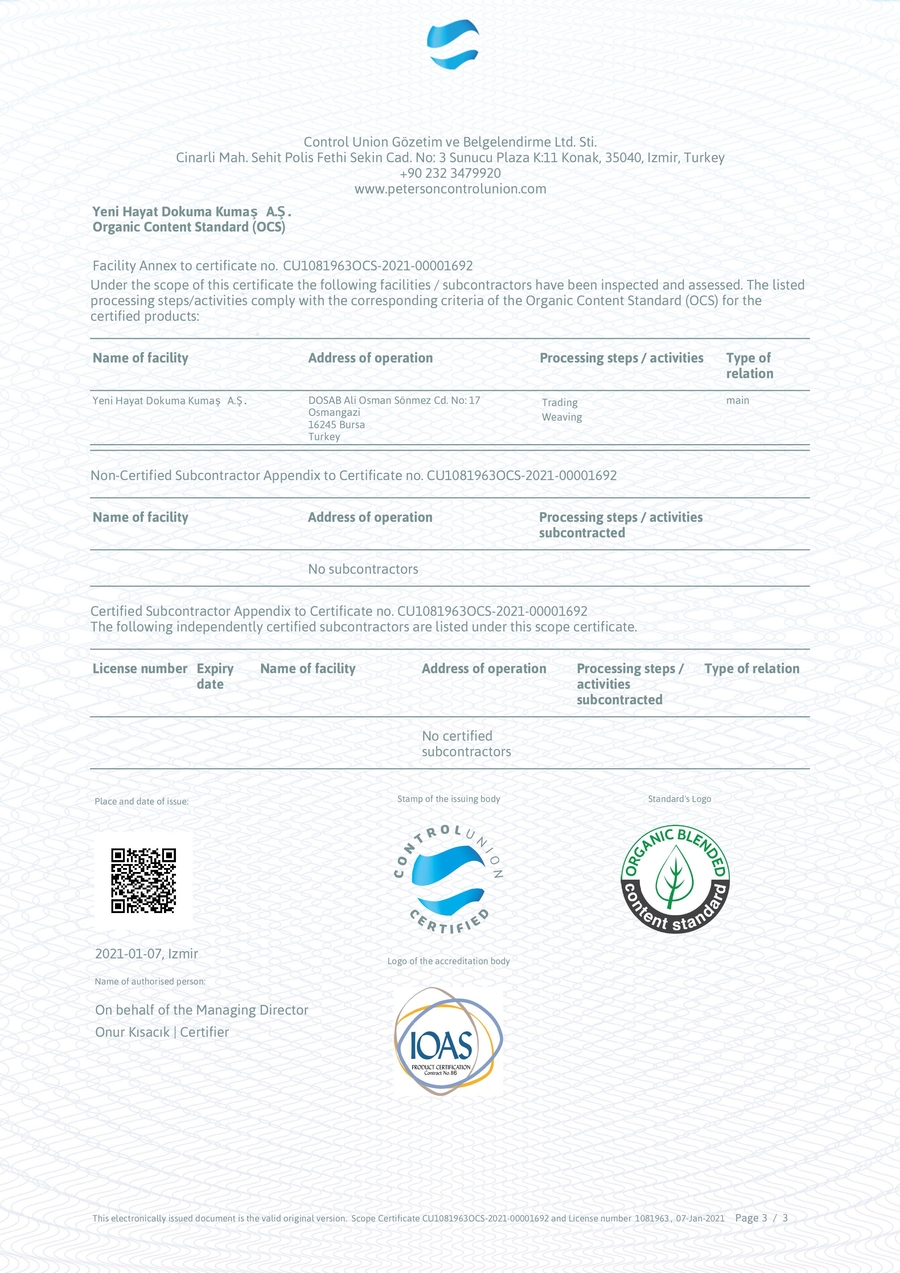 Control Union Gözetim ve Belgelendirme Ltd. Sti.
Cinarli Mah. Sehit Polis Fethi Sekin Cad. No: 3 Sunucu Plaza K:11 Konak, 35040, Izmir, Turkey
+90 232 3479920
www.petersoncontrolunion.com
Yeni Hayat Dokuma Kumaş A.Ş.
Organic Content Standard (OCS)
Facility Annex to certificate no. CU1081963OCS-2021-00001692
Under the scope of this certificate the following facilities / subcontractors have been inspected and assessed. The listed
processing steps/activities comply with the corresponding criteria of the Organic Content Standard (OCS) for the
certified products:
Name of facility Address of operation Processing steps / activities Type of
relation
Yeni Hayat Dokuma Kumaş A.Ş. DOSAB Ali Osman Sönmez Cd. No: 17 Trading main
Osmangazi Weaving
16245 Bursa
Turkey
Non-Certified Subcontractor Appendix to Certificate no. CU1081963OCS-2021-00001692
Name of facility Address of operation Processing steps / activities
subcontracted
No subcontractors
Certified Subcontractor Appendix to Certificate no. CU1081963OCS-2021-00001692
The following independently certified subcontractors are listed under this scope certificate.
License number Expiry Name of facility Address of operation Processing steps / Type of relation
date activities
subcontracted
No certified
subcontractors
Place and date of issue: Stamp of the issuing body Standard's Logo
CONTROLUNION
CERTIFIED
ORGANIC BLENDED
content standard
2021-01-07, Izmir
Logo of the accreditation body
Name of authorised person:
On behalf of the Managing Director
Onur Kısacık | Certifier
IOAS
PRODUCT CERTIFICATION
This electronically issued document is the valid original version. Scope Certificate CU1081963OCS-2021-00001692 and License number 1081963, 07-Jan-2021 Page 3 / 3